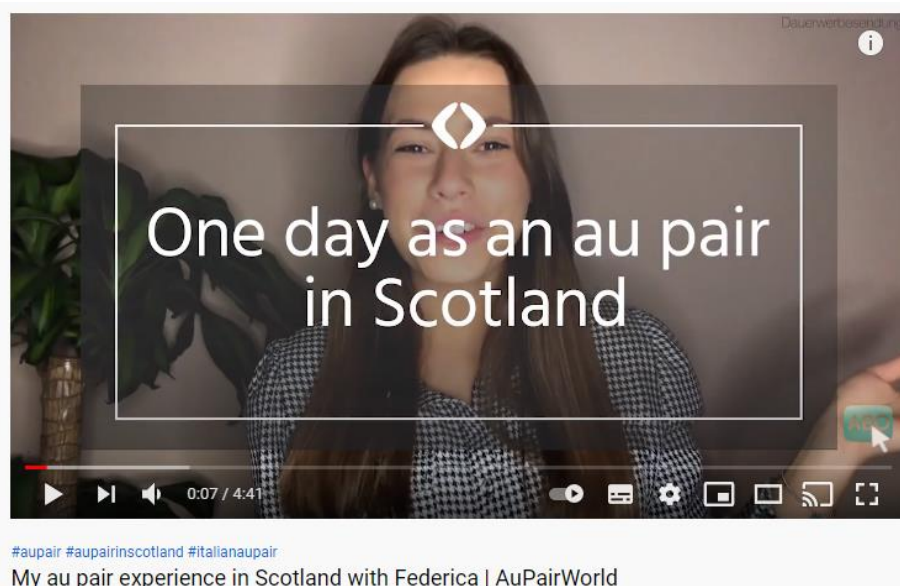 Dauerwerbesendung
One day as an au pair
in Scotland
ABO
0:07 / 4:41
#aupair #aupairinscotland #italianaupair
My au pair experience in Scotland with Federica | AuPairWorld